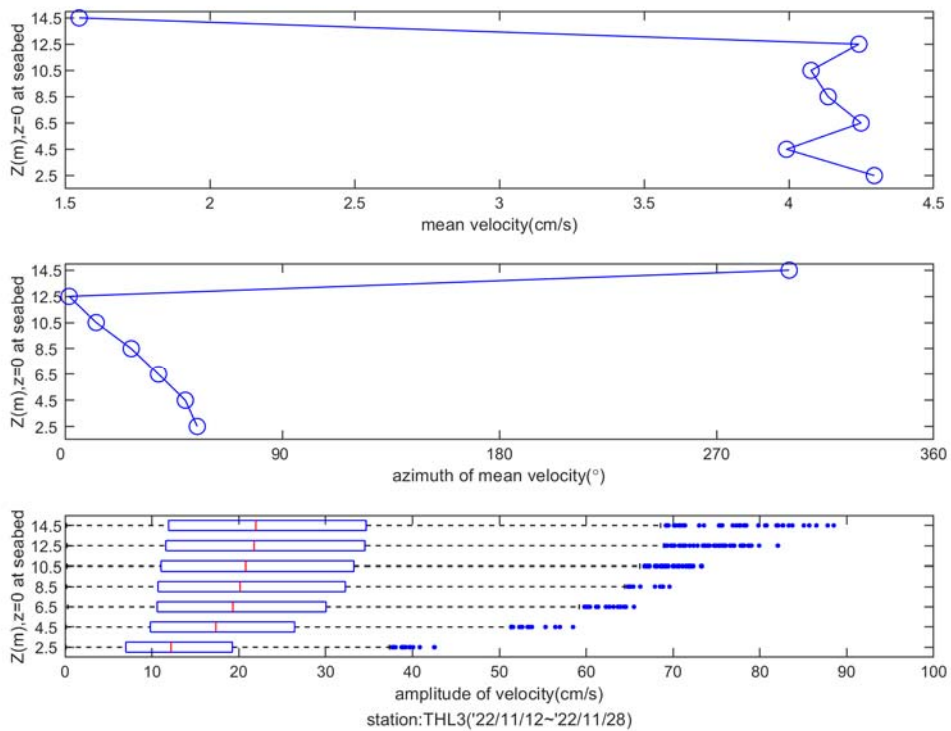 Z(m),z=0 at seabed
14.5
12.5
10.5
8.5
6.5
4.5
2.5
1.5 2 2.5 3 3.5 4 4.5
mean velocity(cm/s)
Z(m),z=0 at seabed
14.5
12.5
10.5
8.5
6.5
4.5
2.5
0 90 180 270 360
azimuth of mean velocity(°)
Z(m),z=0 at seabed
14.5
12.5
10.5
8.5
6.5
4.5
2.5
0 10 20 30 40 50 60 70 80 90 100
amplitude of velocity(cm/s)
station:THL3('22/11/12~'22/11/28)